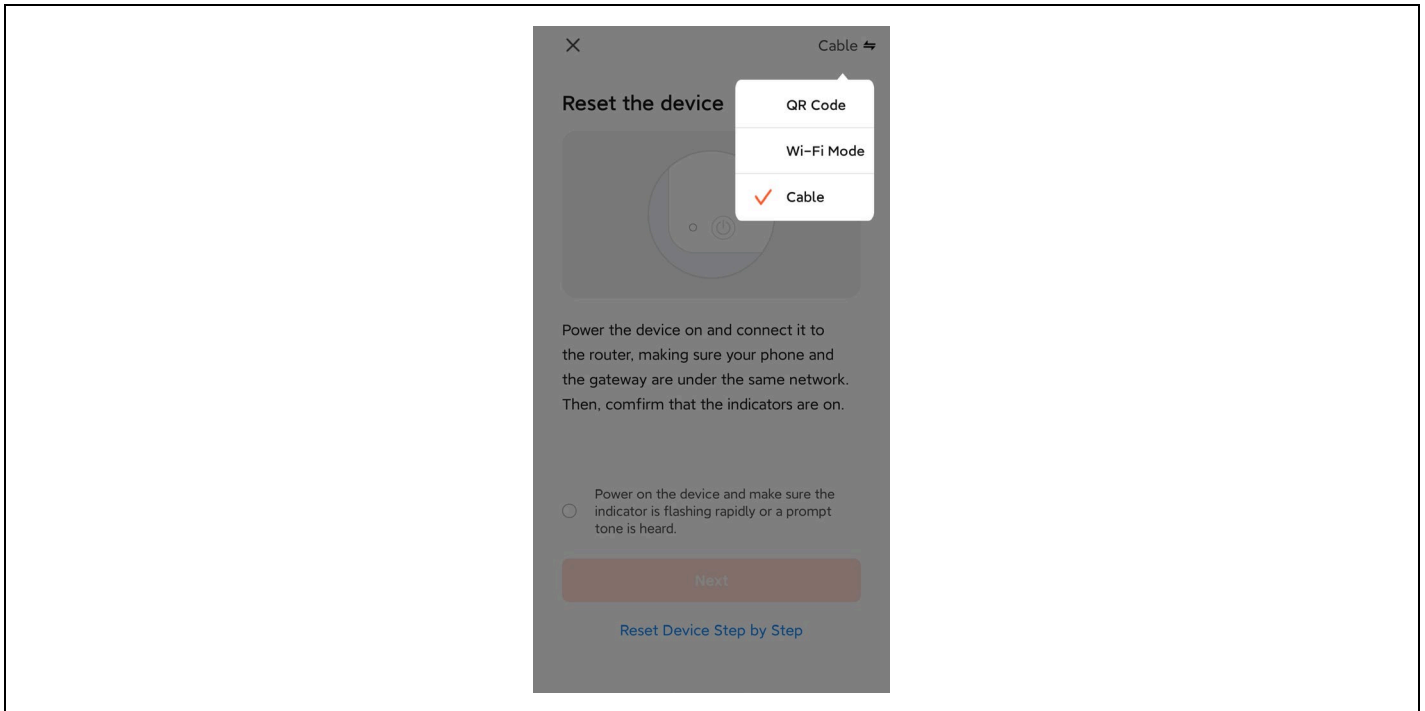 Cable
Reset the device
QR Code
Wi-Fi Mode
Cable
Power the device on and connect it to
the router, making sure your phone and
the gateway are under the same network.
Then, comfirm that the indicators are on.
Power on the device and make sure the
indicator is flashing rapidly or a prompt
tone is heard.
Next
Reset Device Step by Step